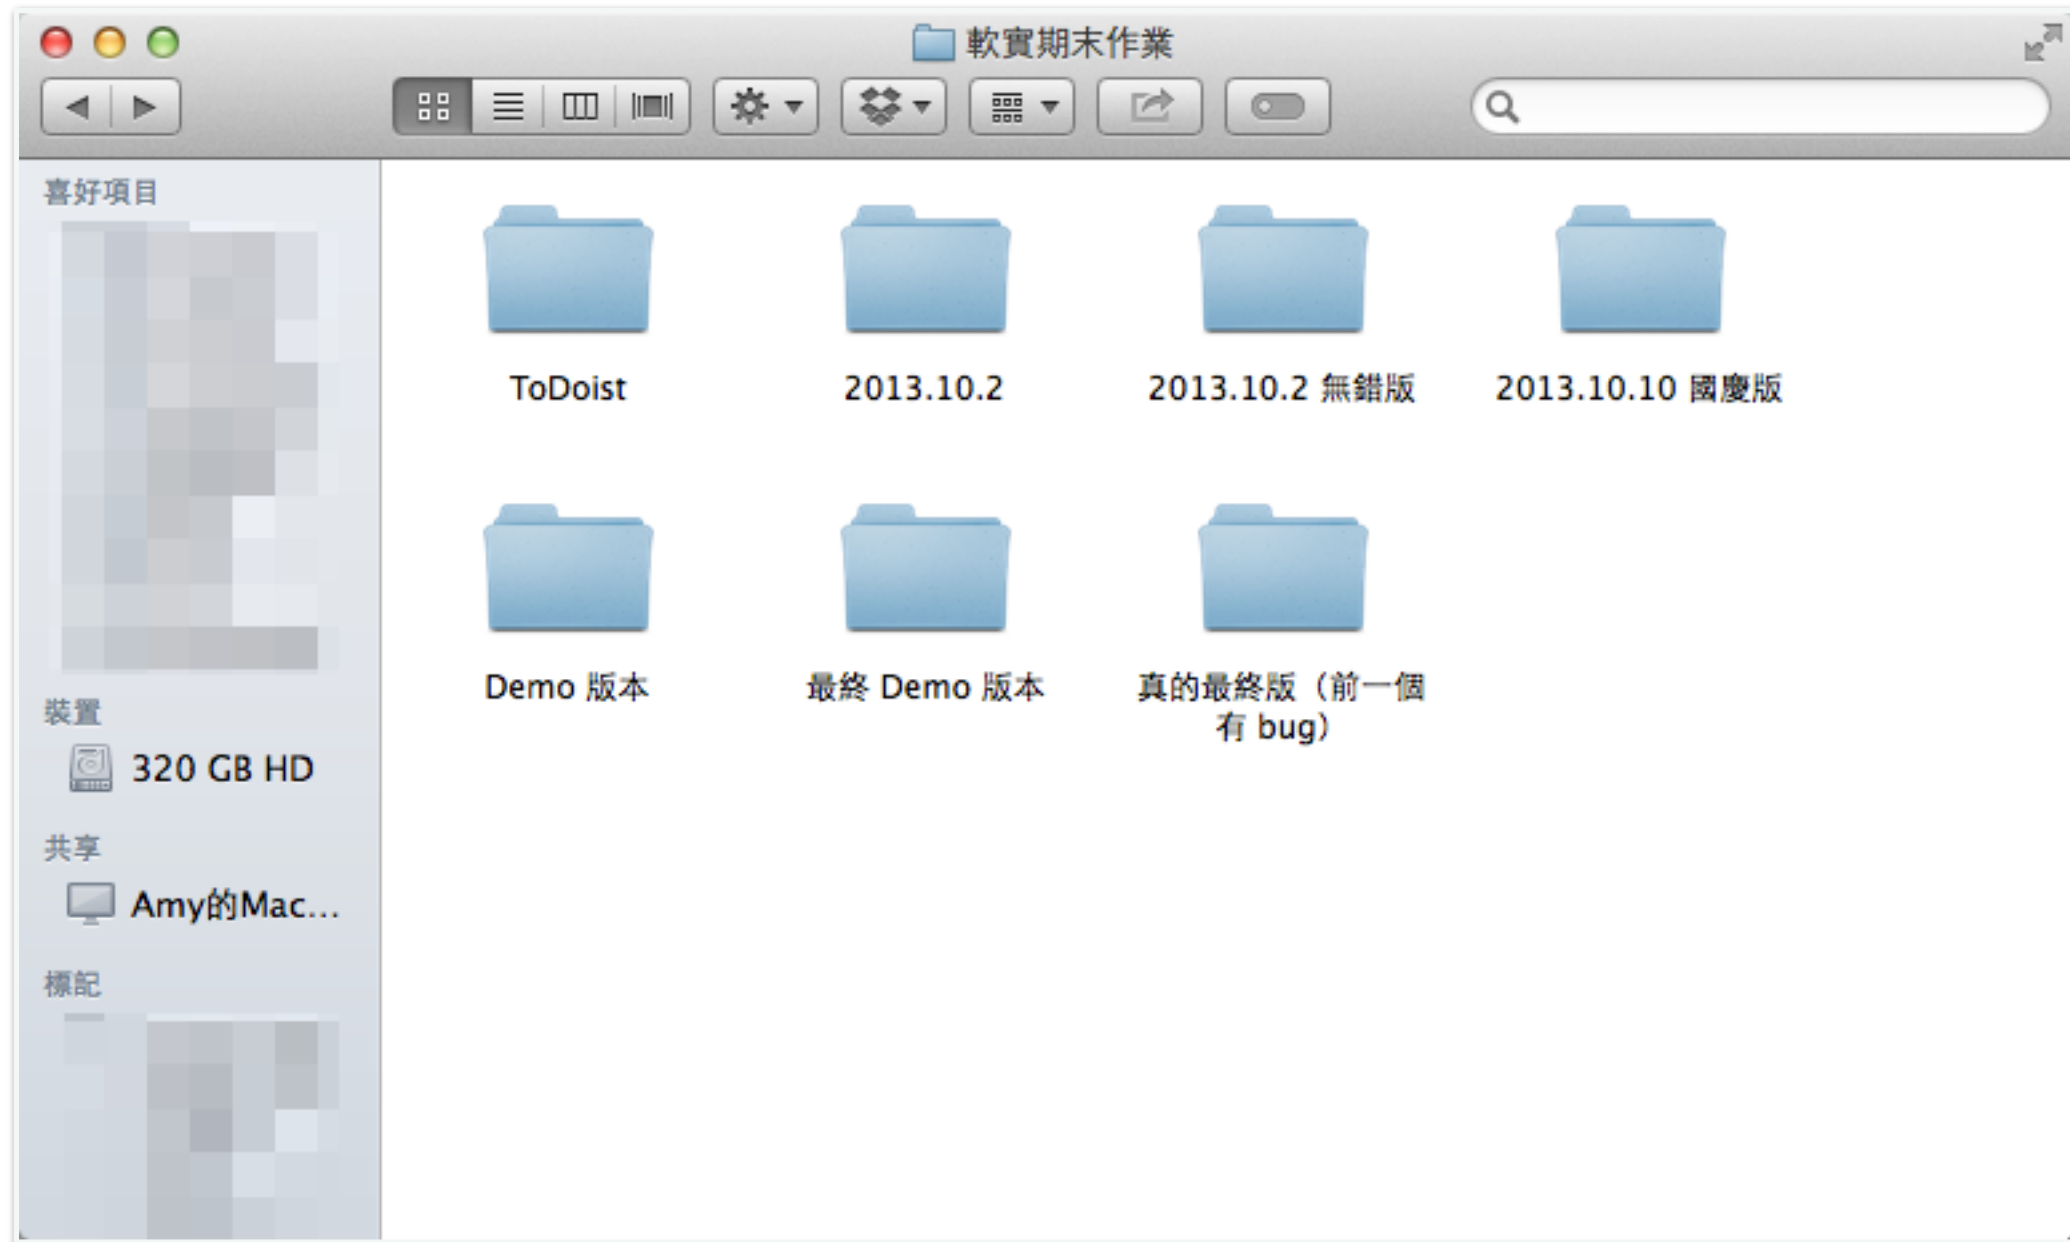 軟實期末作業
喜好項目
裝置
320 GB HD
共享
Amy的Mac...
標記
ToDoist
2013.10.2
2013.10.2 無錯版
2013.10.10 國慶版
Demo 版本
最終 Demo 版本
真的最終版（前一個
有 bug）